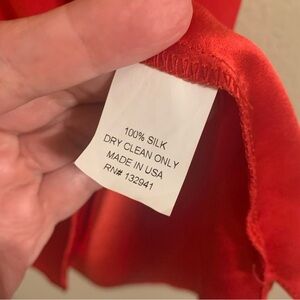 100% SILK
DRY CLEAN ONLY
MADE IN USA
RN# 132941